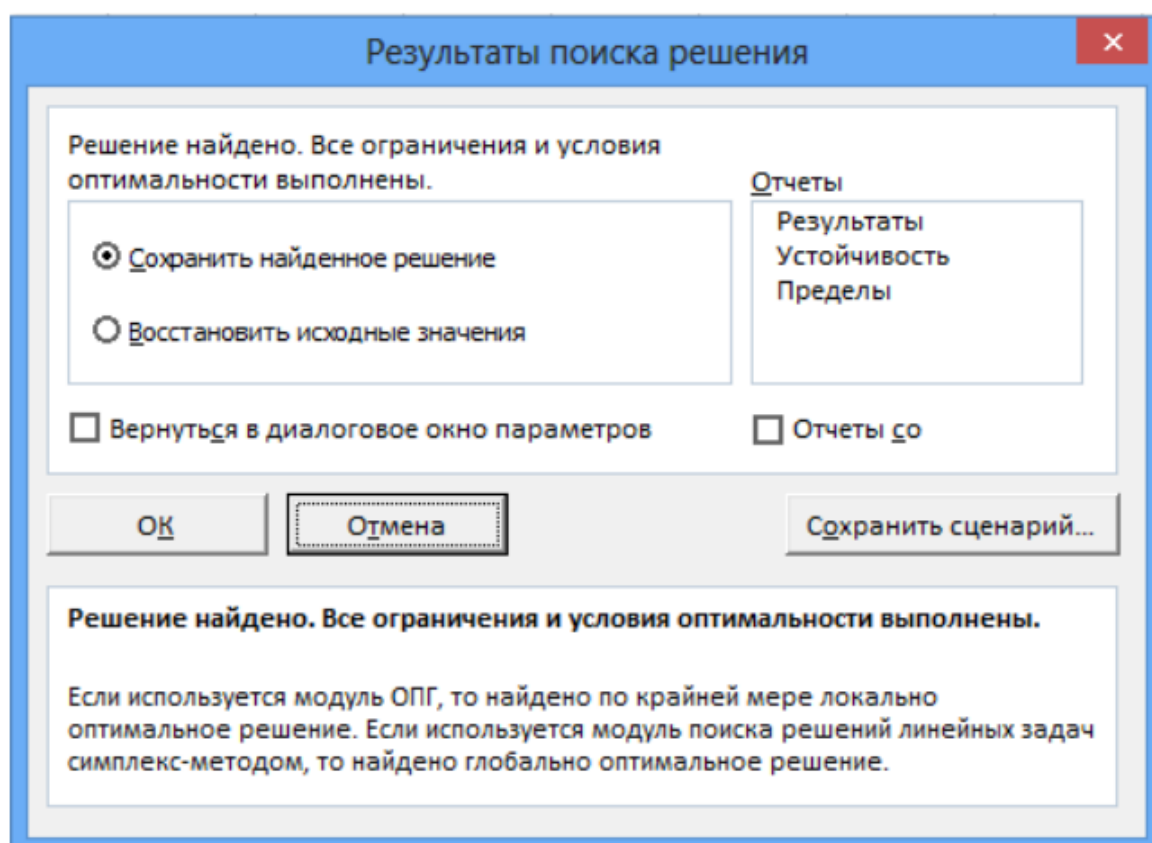 Результаты поиска решения
Решение найдено. Все ограничения и условия
оптимальности выполнены.
Отчеты
Сохранить найденное решение
Восстановить исходные значения
Результаты
Устойчивость
Пределы
Вернуться в диалоговое окно параметров
Отчеты со
ОК
Отмена
Сохранить сценарий...
Решение найдено. Все ограничения и условия оптимальности выполнены.
Если используется модуль ОПГ, то найдено по крайней мере локально
оптимальное решение. Если используется модуль поиска решений линейных задач
симплекс-методом, то найдено глобально оптимальное решение.